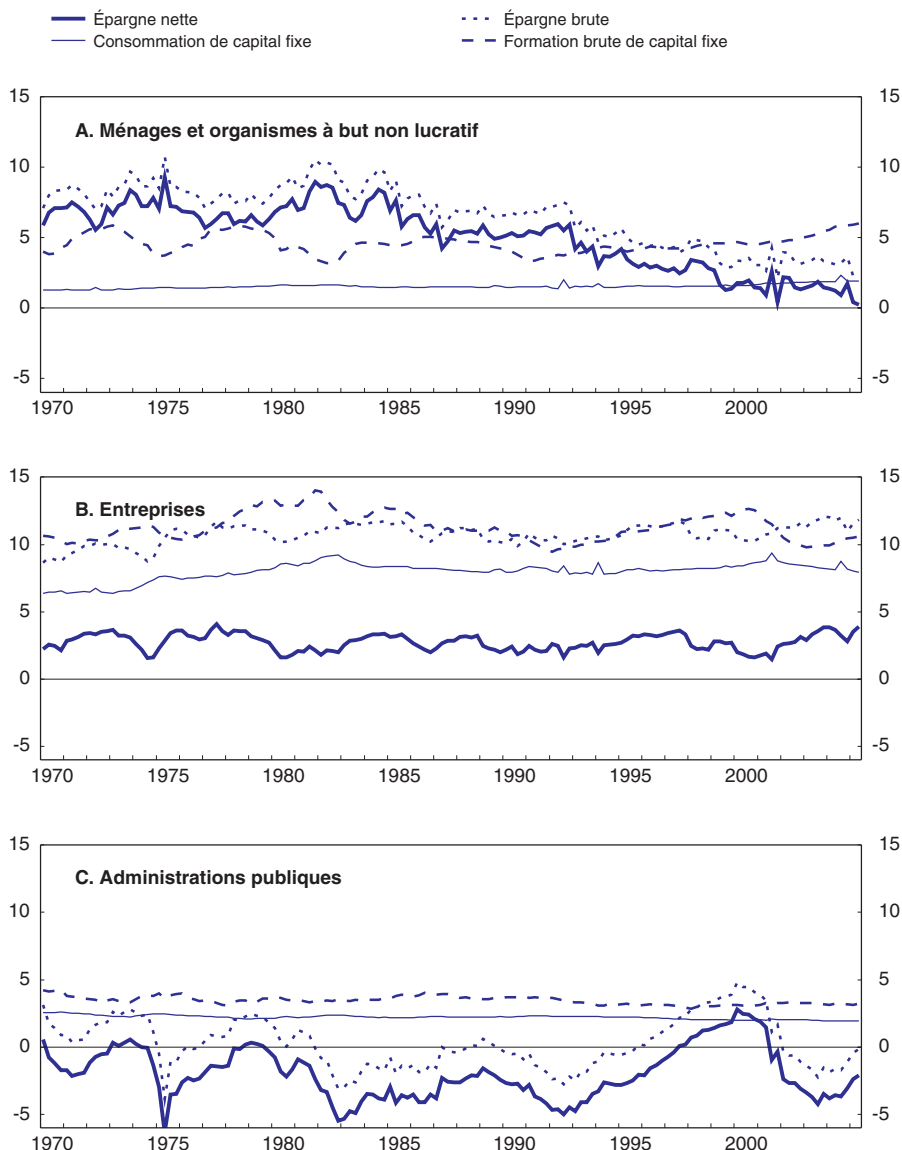 Épargne nette Épargne brute
Consommation de capital fixe Formation brute de capital fixe
15 15
A. Ménages et organismes à but non lucratif
10 10
5 5
0 0
-5 -5
1970 1975 1980 1985 1990 1995 2000
15 15
B. Entreprises
10 10
5 5
0 0
-5 -5
1970 1975 1980 1985 1990 1995 2000
15 15
C. Administrations publiques
10 10
5 5
0 0
-5 -5
1970 1975 1980 1985 1990 1995 2000